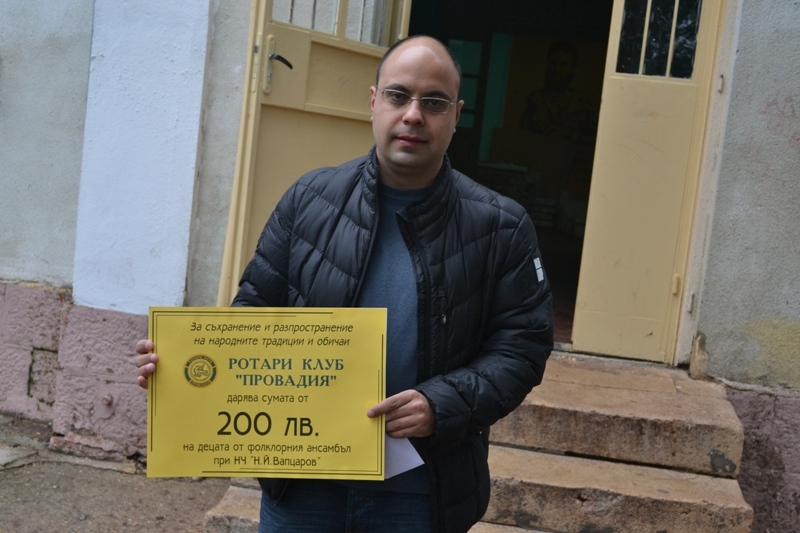 За съхранение и разпространение
на народните традиции и обичаи
РОТАРИ КЛУБ
"ПРОВАДИЯ"
дарява сумата от
200 ЛВ.
на децата от фолклорния ансамбъл
при НЧ "Н.Й.Вапцаров"